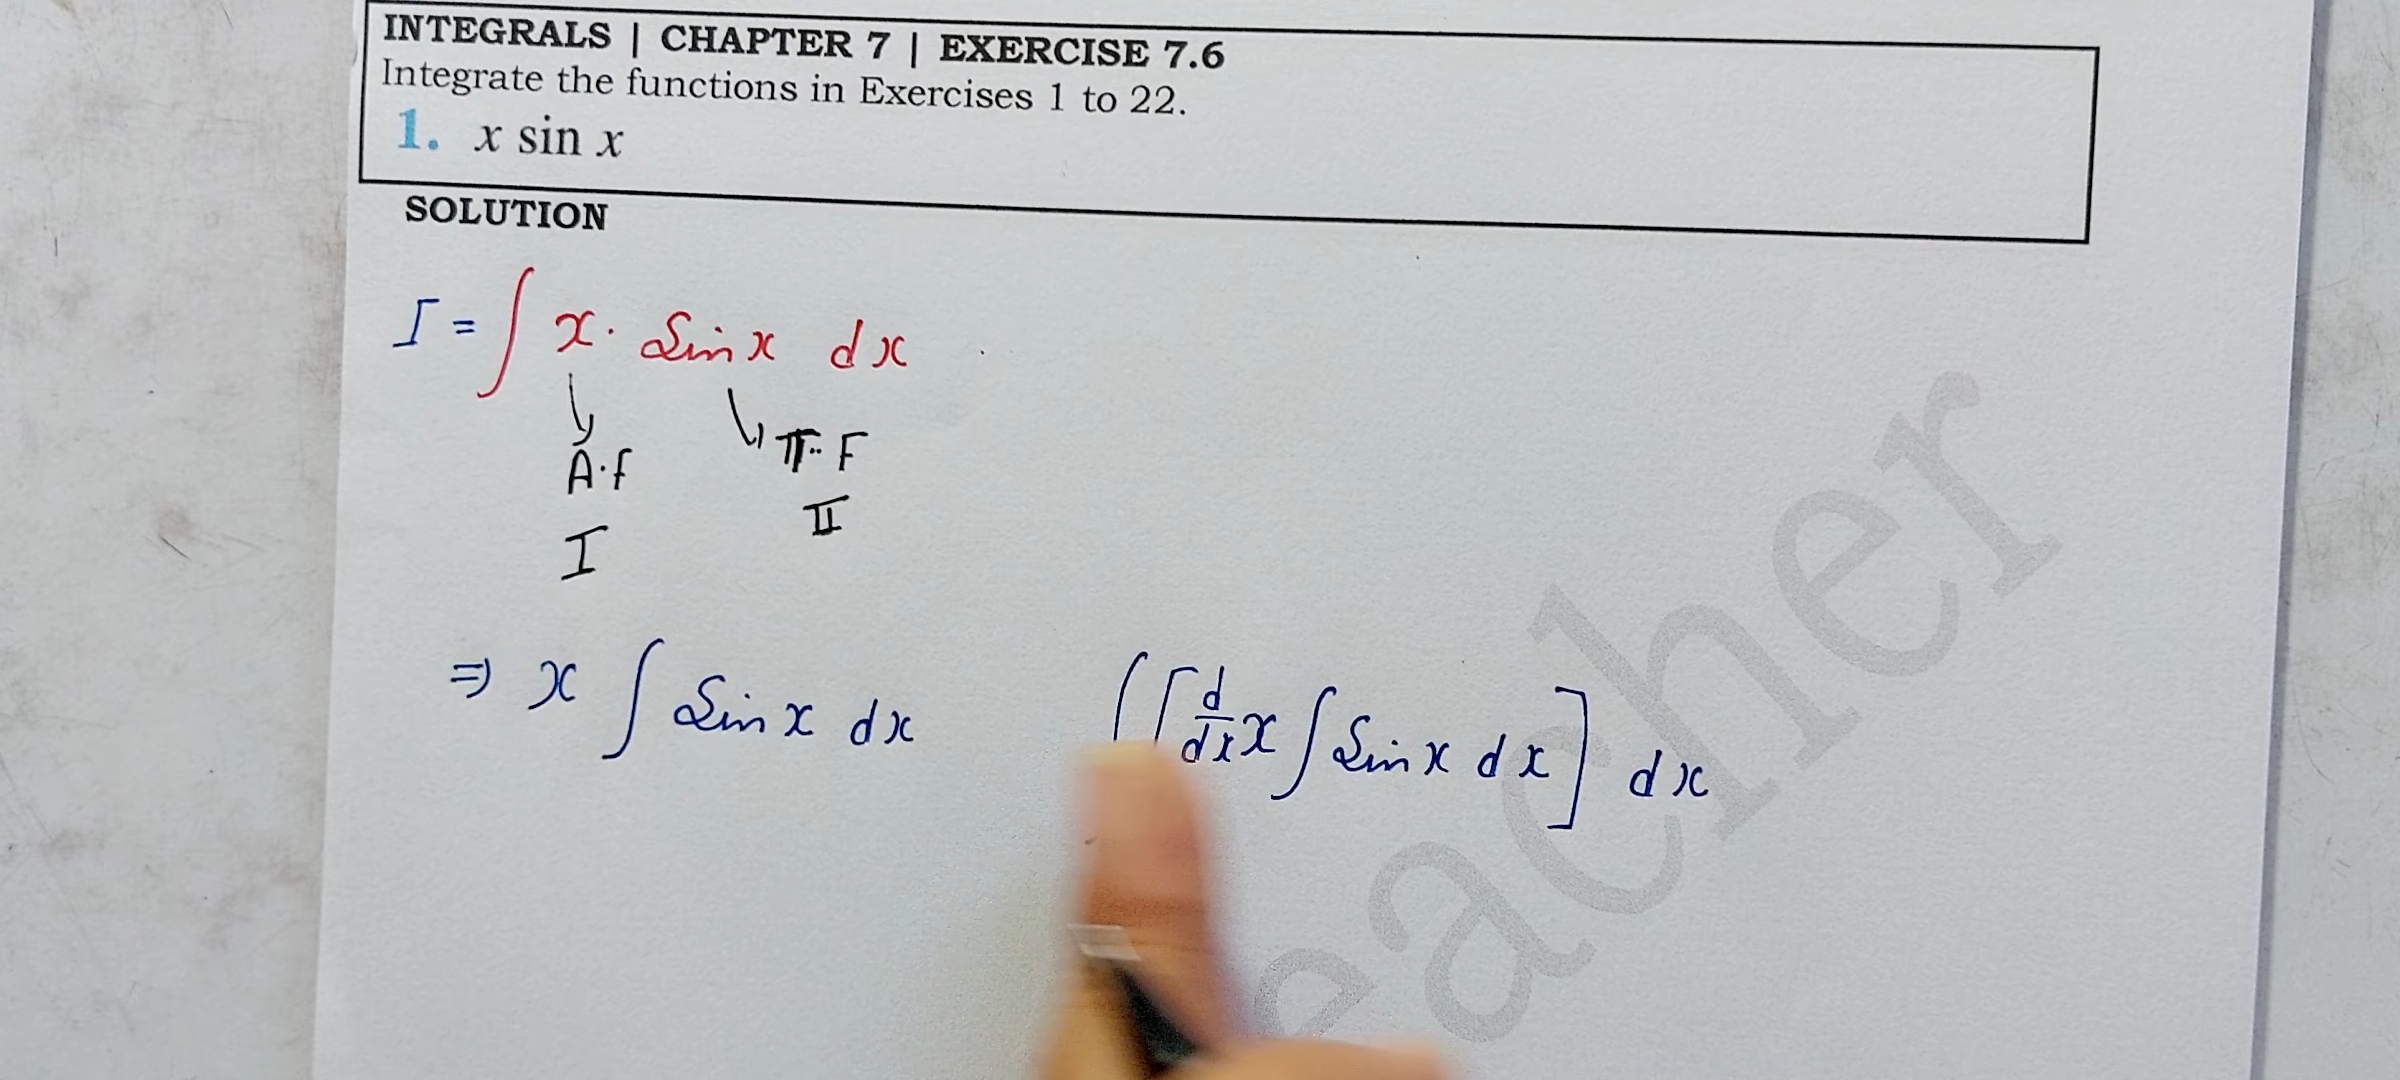 INTEGRALS | CHAPTER 7 | EXERCISE 7.6
Integrate the functions in Exercises 1 to 22.
1. x sin x
SOLUTION
I = ∫ x · Sin x dx
A·f T·F
I II
⇒ x ∫ Sin x dx ∫ [ d/dx x ∫ Sin x dx ] dx
eacher